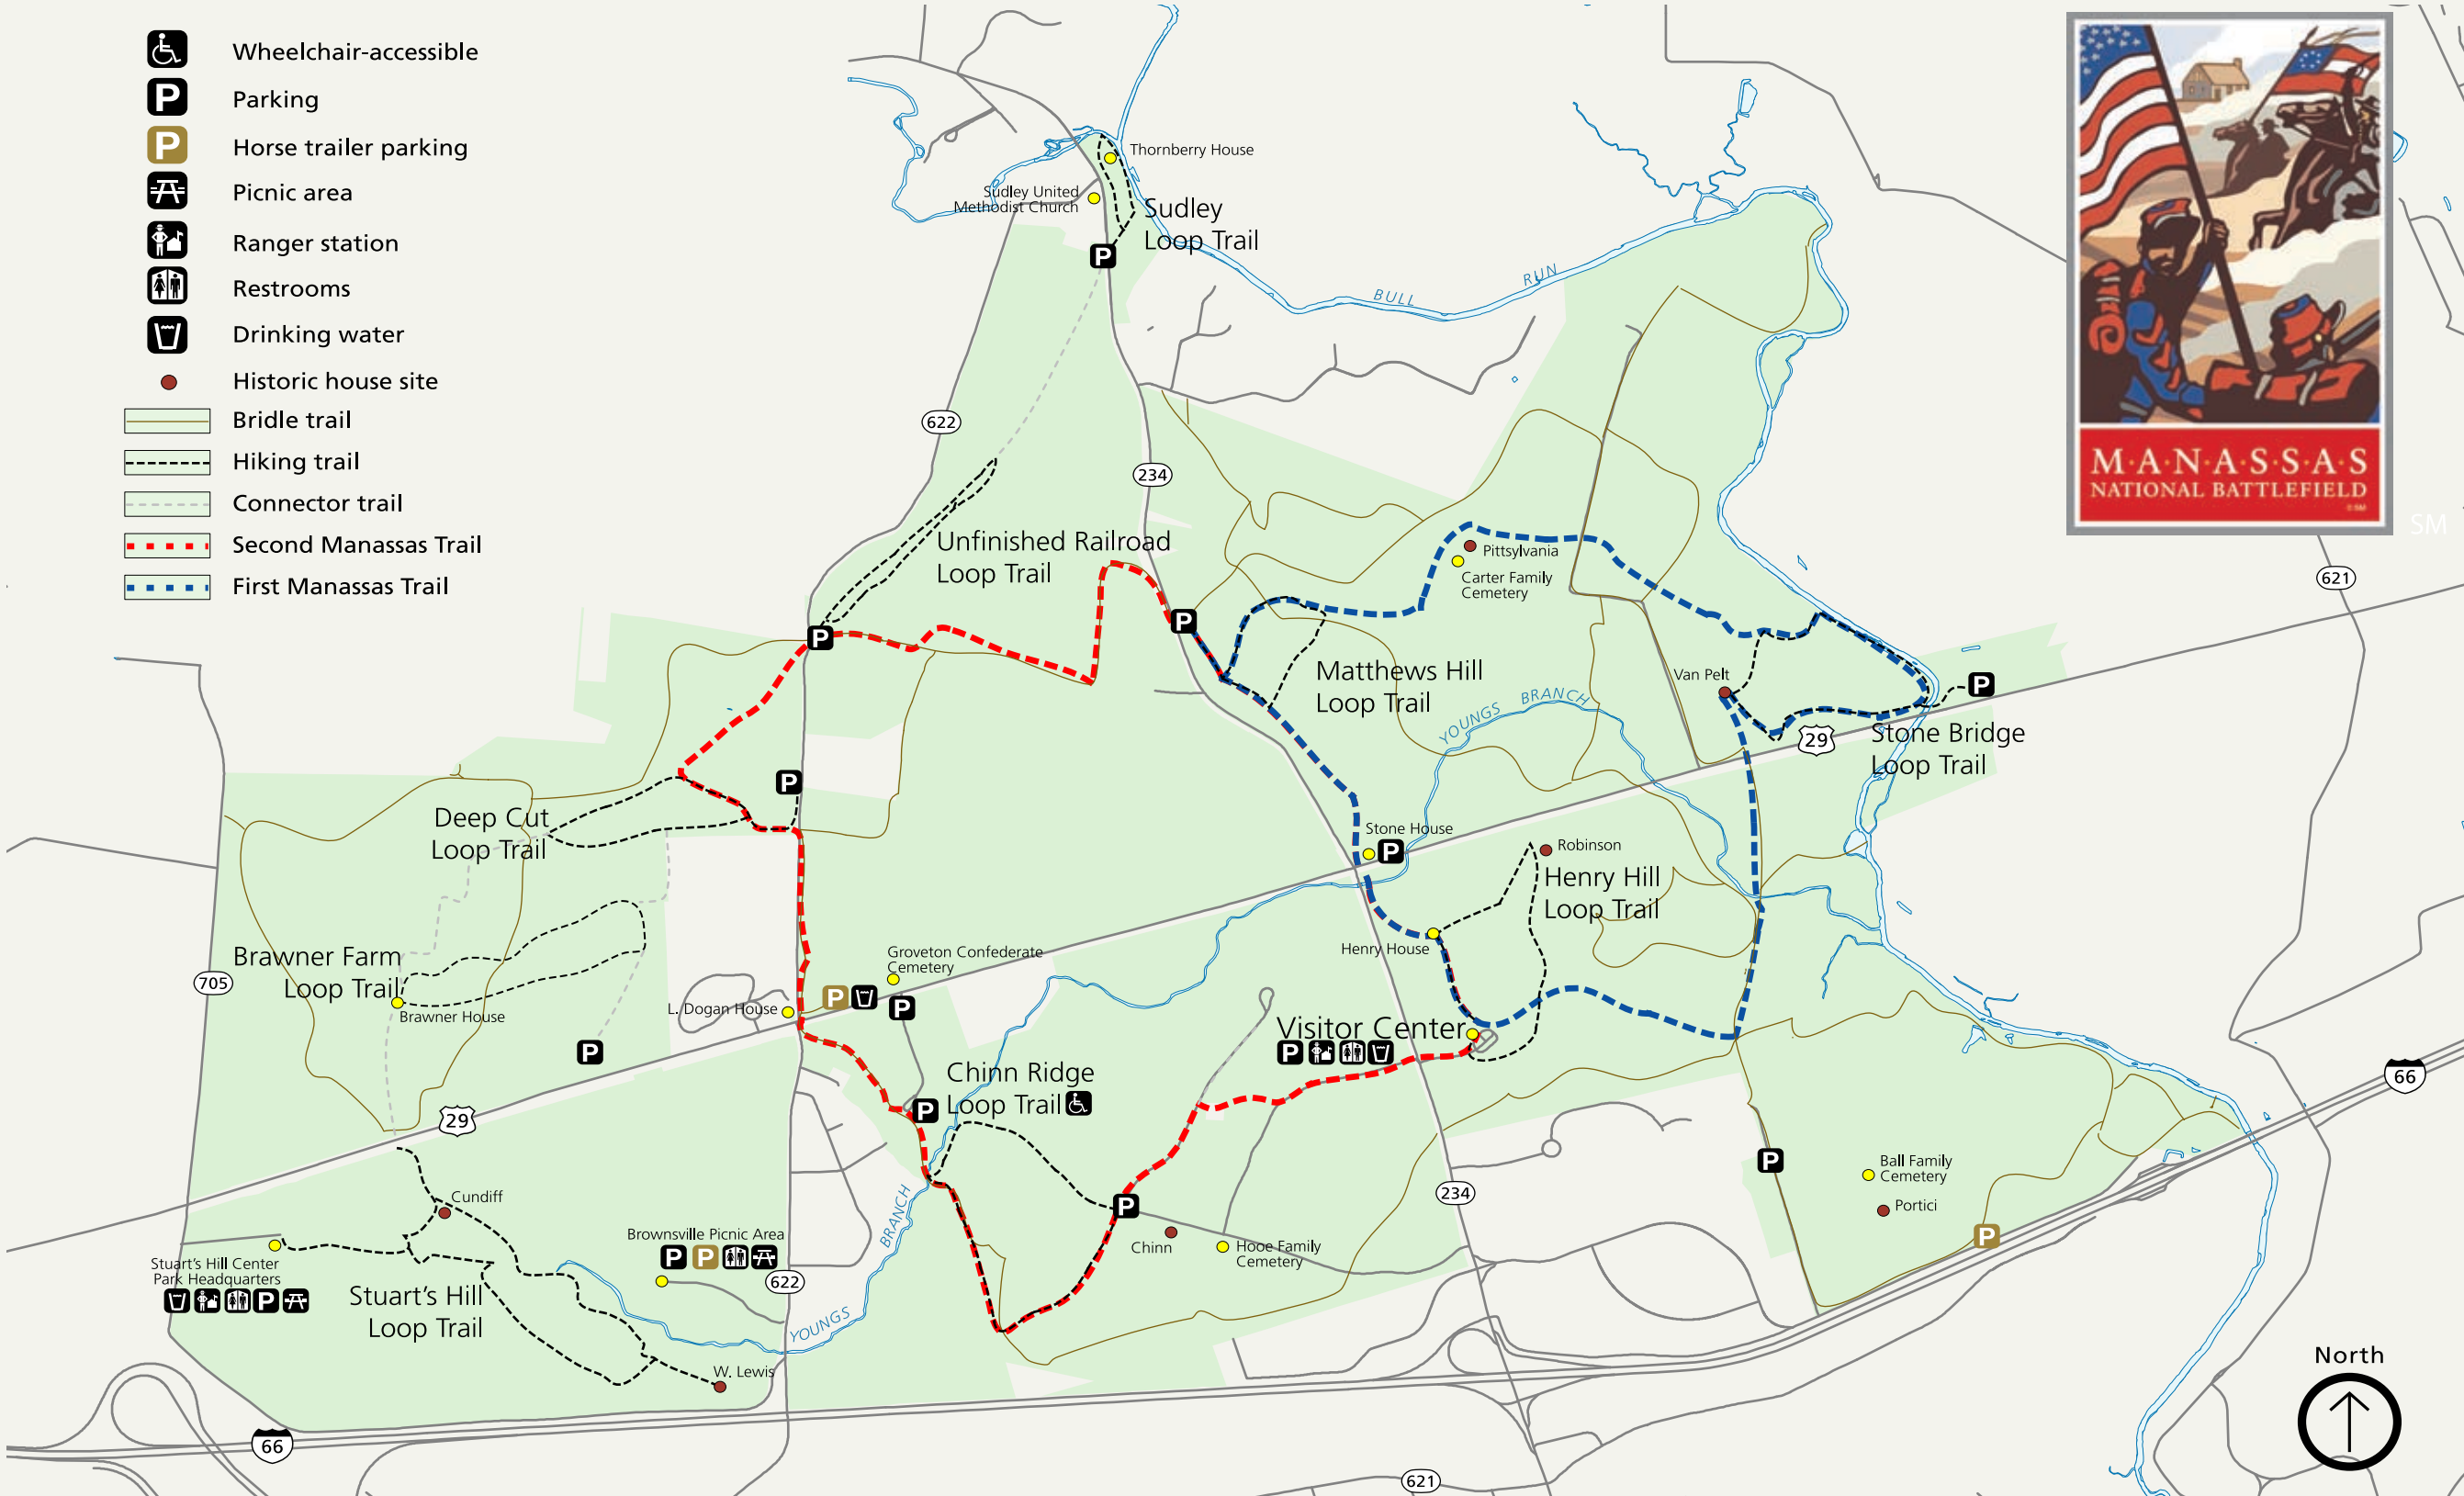 Wheelchair-accessible
P
Parking
P
Horse trailer parking
Picnic area
Ranger station
Restrooms
Drinking water
Historic house site
Bridle trail
Hiking trail
Connector trail
Second Manassas Trail
First Manassas Trail
M·A·N·A·S·S·A·S
NATIONAL BATTLEFIELD
©SM
SM
Thornberry House
Sudley United
Methodist Church
Sudley
Loop Trail
P
BULL RUN
622
234
621
Unfinished Railroad
Loop Trail
P
P
Pittsylvania
Carter Family
Cemetery
Matthews Hill
Loop Trail
YOUNGS BRANCH
Van Pelt
P
29
Stone Bridge
Loop Trail
P
Deep Cut
Loop Trail
Stone House
P
Robinson
Henry Hill
Loop Trail
Henry House
Brawner Farm
Loop Trail
Brawner House
705
Groveton Confederate
Cemetery
L. Dogan House
P
P
P
Visitor Center
P
Chinn Ridge
Loop Trail
P
29
66
234
P
Ball Family
Cemetery
Portici
P
Cundiff
P
Chinn
Hooe Family
Cemetery
Brownsville Picnic Area
P P
622
BRANCH
YOUNGS
Stuart's Hill Center
Park Headquarters
P
Stuart's Hill
Loop Trail
W. Lewis
66
621
North